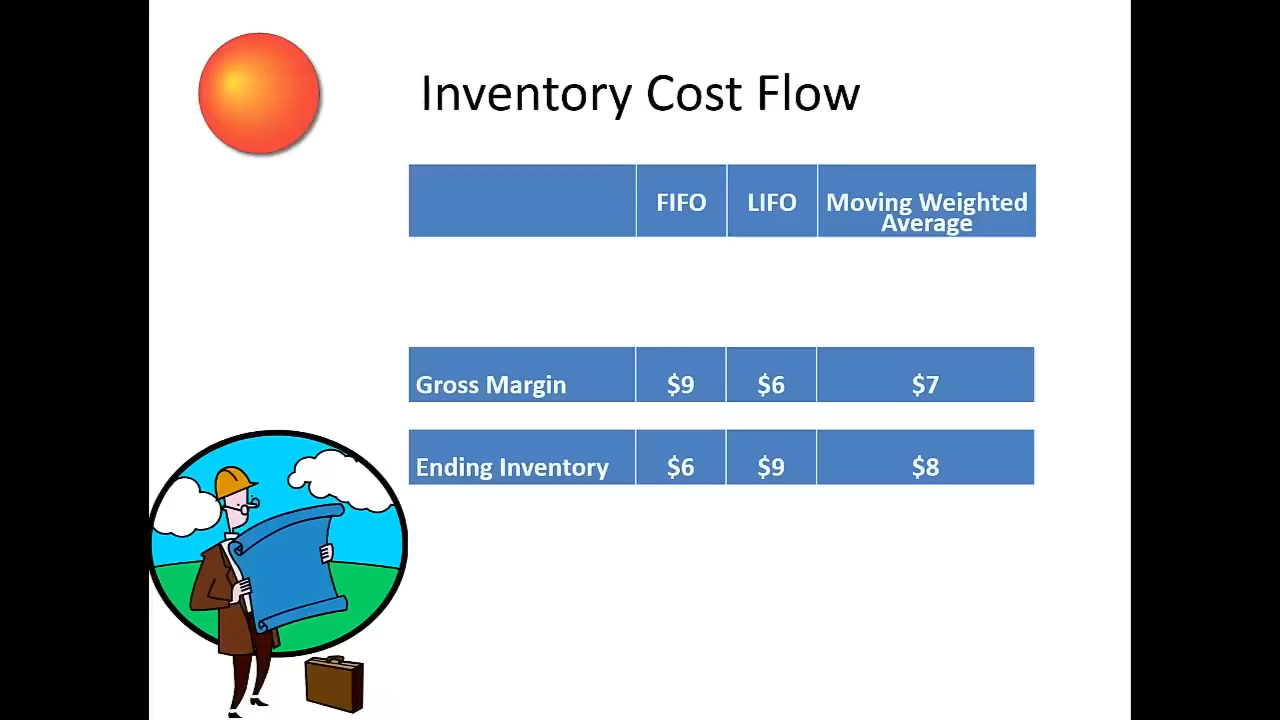 Inventory Cost Flow
FIFO LIFO Moving Weighted
Average
Gross Margin $9 $6 $7
Ending Inventory $6 $9 $8